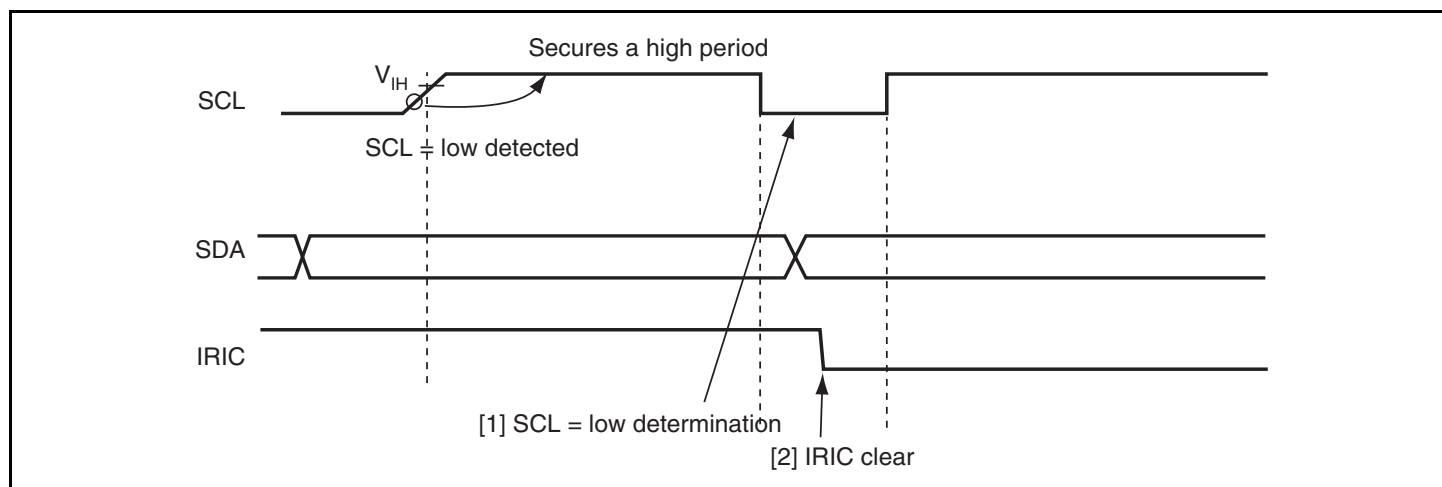 Secures a high period
VIH
SCL
SCL = low detected
SDA
IRIC
[1] SCL = low determination
[2] IRIC clear